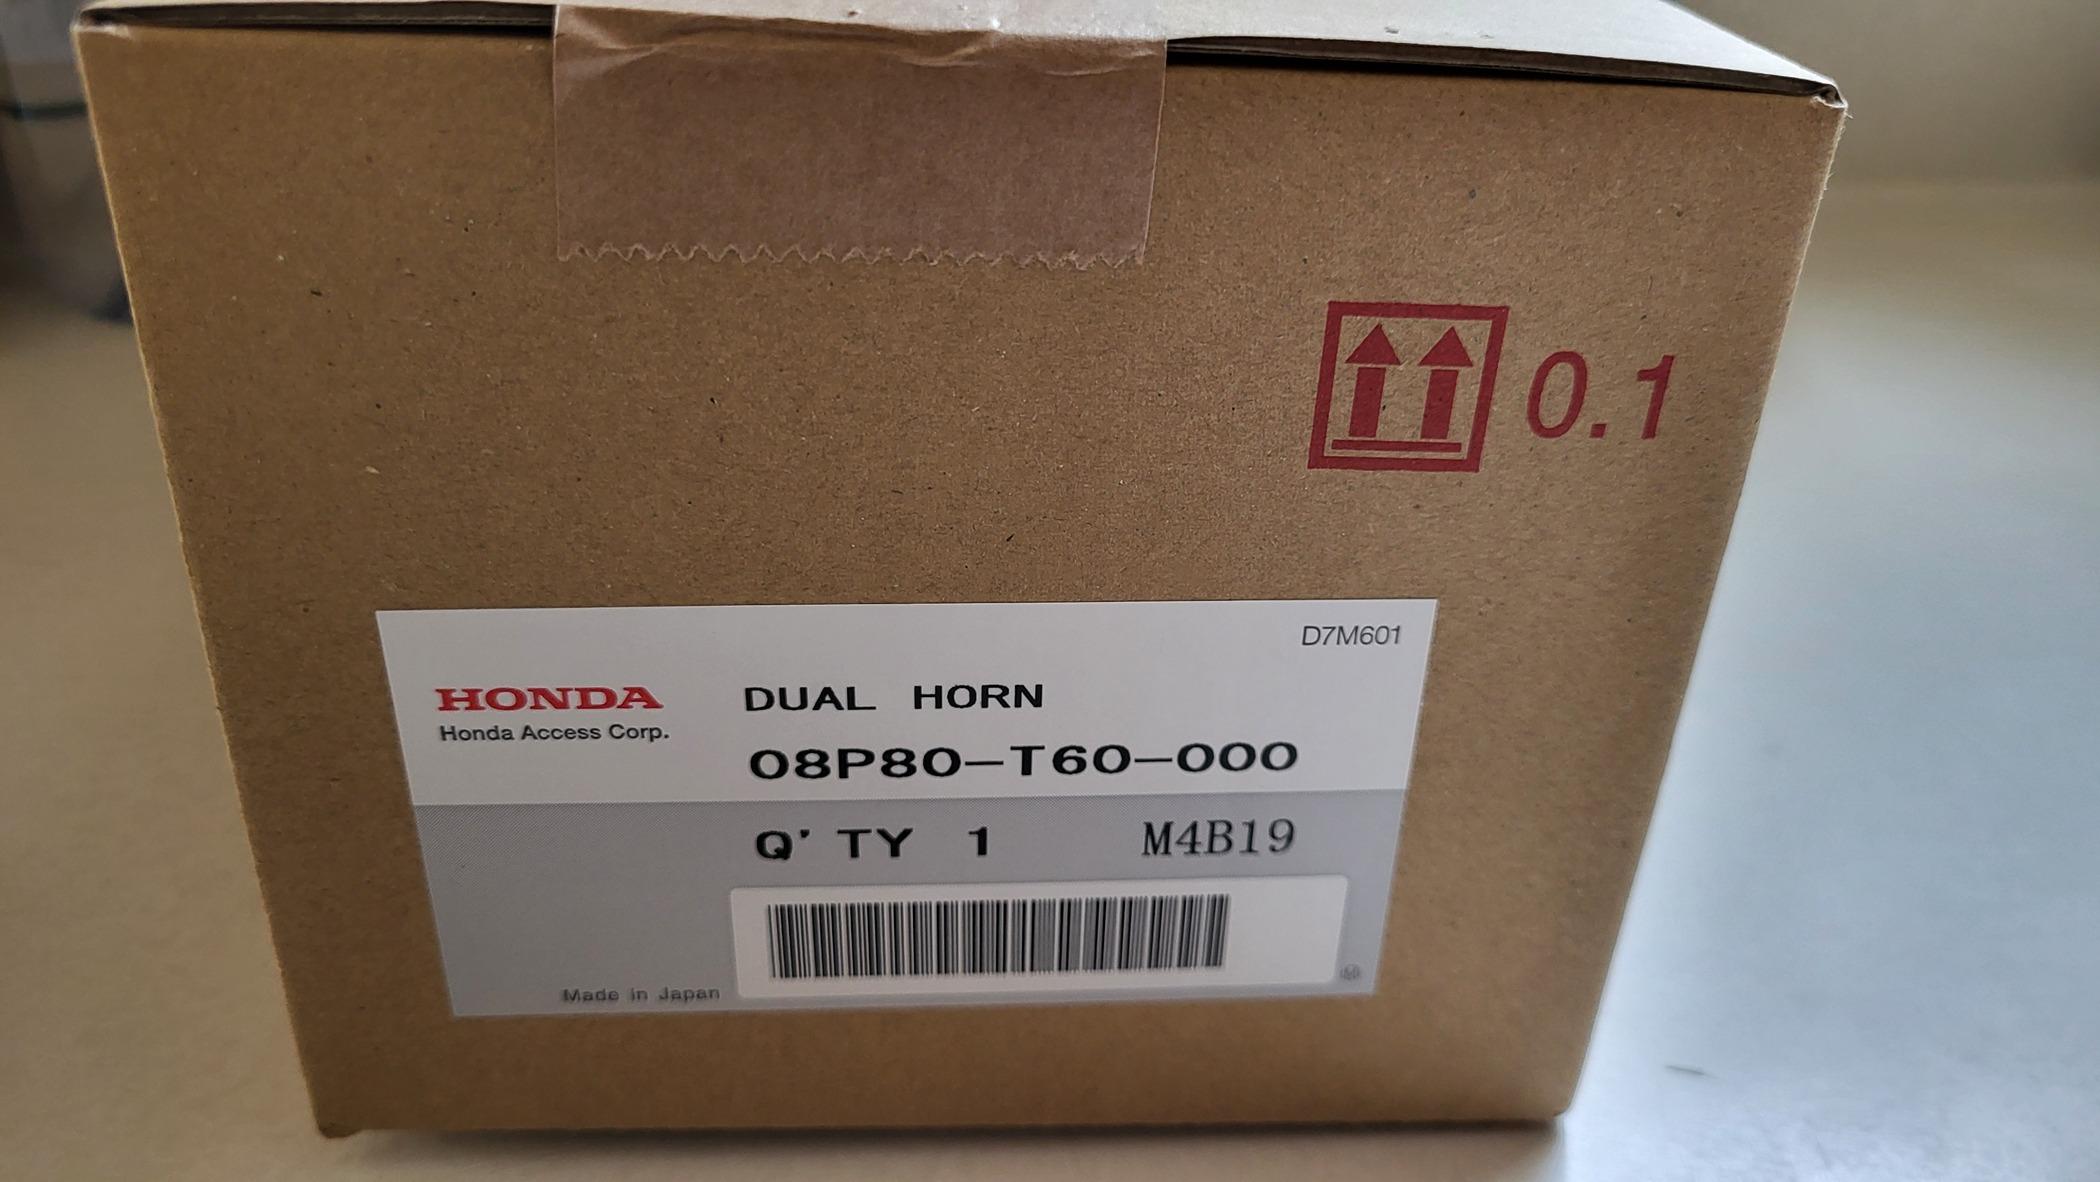 0.1
D7M601
HONDA
Honda Access Corp.
DUAL HORN
08P80-T60-000
Q'TY 1 M4B19
Made in Japan